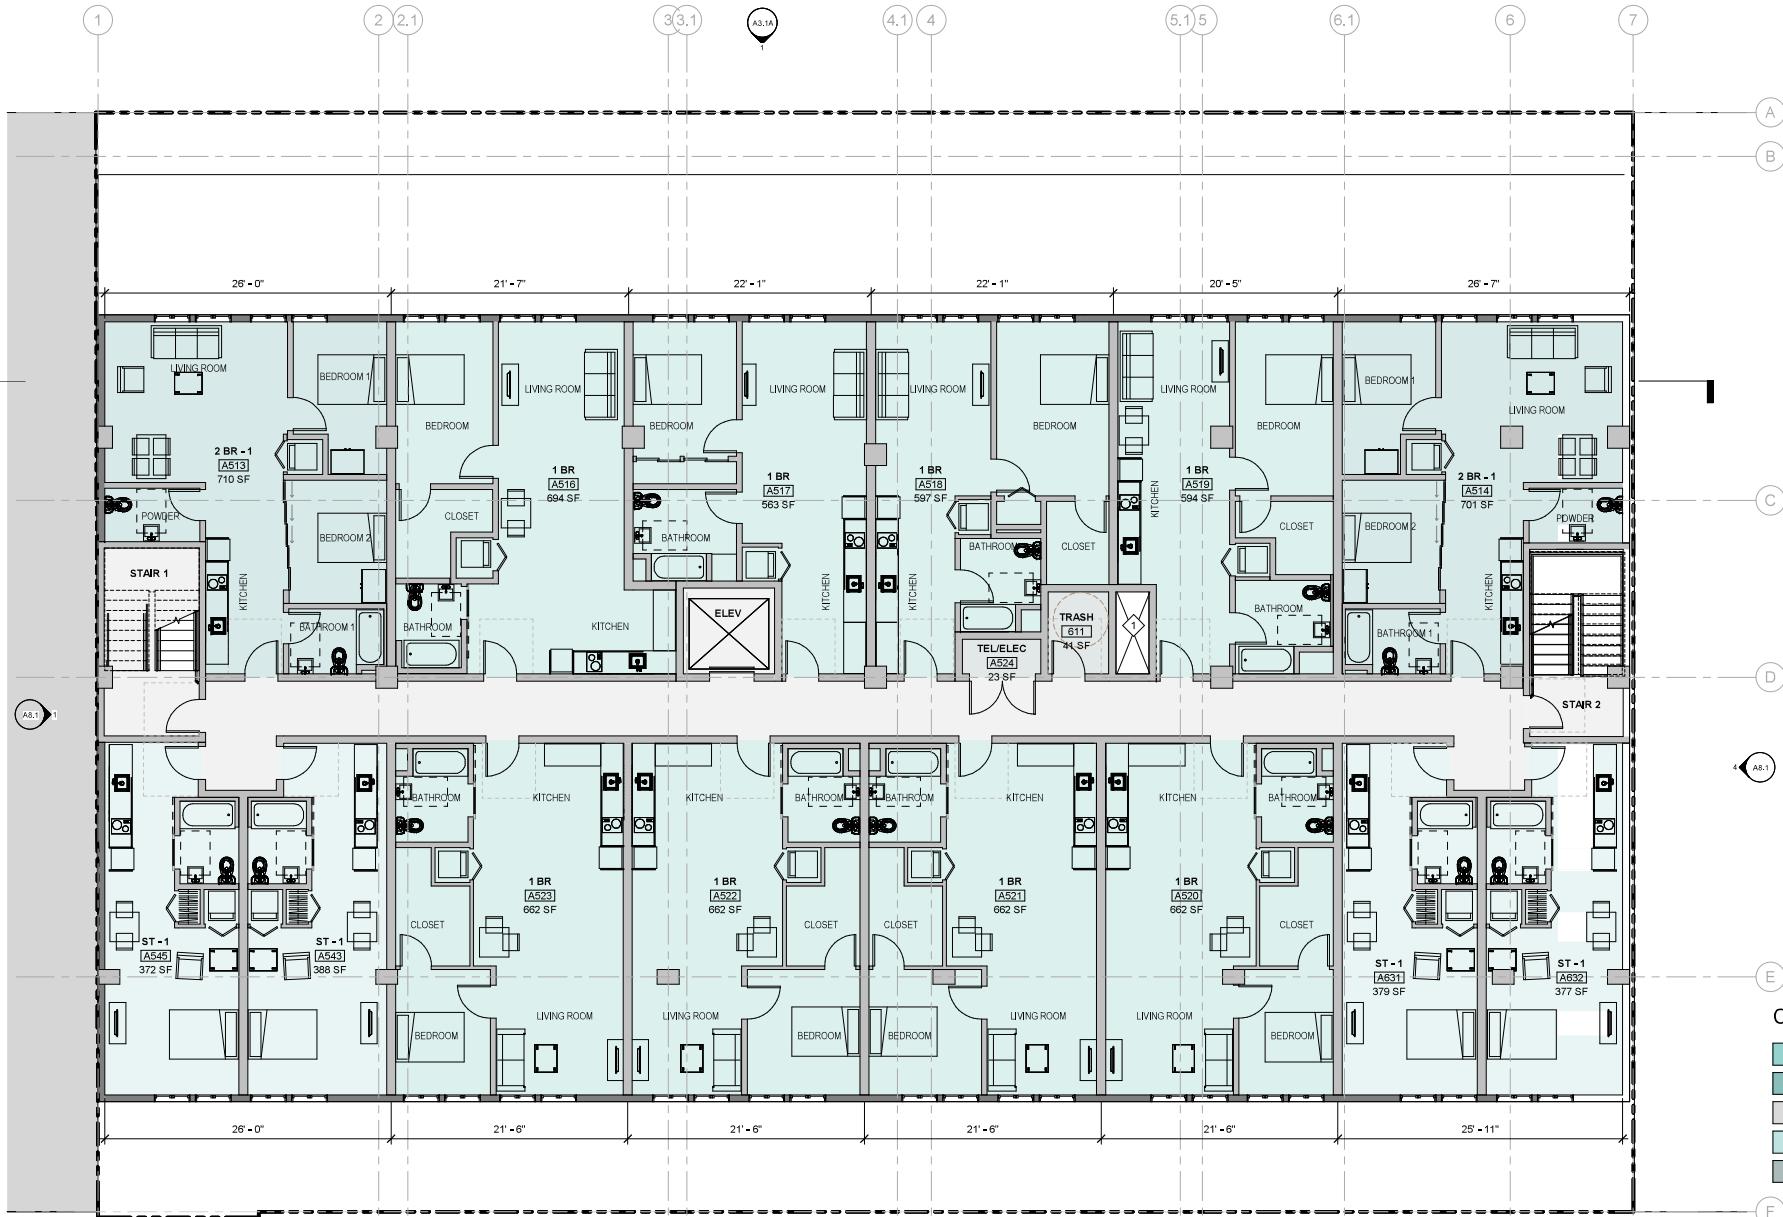 1 2 2.1 3 3.1 4.1 4 5.1 5 6.1 6 7
A3.1A
1
A
B
26' - 0" 21' - 7" 22' - 1" 22' - 1" 20' - 5" 26' - 7"
LIVING ROOM
BEDROOM 1
BEDROOM
LIVING ROOM
BEDROOM
LIVING ROOM
LIVING ROOM
BEDROOM
LIVING ROOM
BEDROOM
BEDROOM 1
LIVING ROOM
2 BR - 1
A513
710 SF
1 BR
A516
694 SF
1 BR
A517
563 SF
1 BR
A518
597 SF
1 BR
A519
594 SF
2 BR - 1
A514
701 SF
C
POWDER
BEDROOM 2
CLOSET
BATHROOM
BATHROOM
CLOSET
KITCHEN
CLOSET
BEDROOM 2
POWDER
STAIR 1
KITCHEN
BATHROOM 1
BATHROOM
KITCHEN
ELEV
KITCHEN
KITCHEN
TRASH
611
41 SF
1
BATHROOM
BATHROOM 1
KITCHEN
TEL/ELEC
A524
23 SF
D
STAIR 2
A8.1
1
4
A8.1
BATHROOM
KITCHEN
KITCHEN
BATHROOM
BATHROOM
KITCHEN
KITCHEN
BATHROOM
1 BR
A523
662 SF
1 BR
A522
662 SF
1 BR
A521
662 SF
1 BR
A520
662 SF
CLOSET
CLOSET
CLOSET
CLOSET
ST - 1
A545
372 SF
ST - 1
A543
388 SF
ST - 1
A631
379 SF
ST - 1
A632
377 SF
E
BEDROOM
LIVING ROOM
LIVING ROOM
BEDROOM
BEDROOM
LIVING ROOM
LIVING ROOM
BEDROOM
26' - 0" 21' - 6" 21' - 6" 21' - 6" 21' - 6" 25' - 11"
F